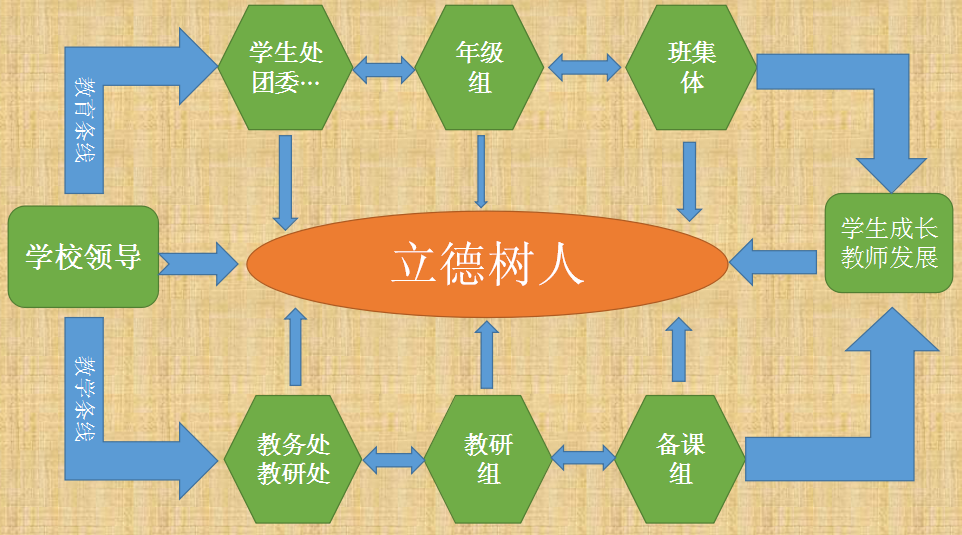 学生处
团委…
年级
组
班集
体
教育条线
学校领导
立德树人
学生成长
教师发展
教学条线
教务处
教研处
教研
组
备课
组